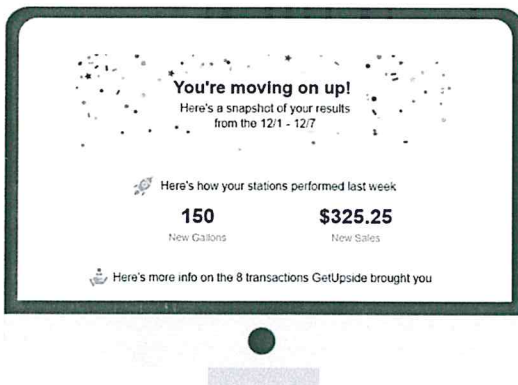 You're moving on up!
Here's a snapshot of your results
from the 12/1 - 12/7
Here's how your stations performed last week
150
$325.25
New Gallons
New Sales
Here's more info on the 8 transactions GetUpside brought you